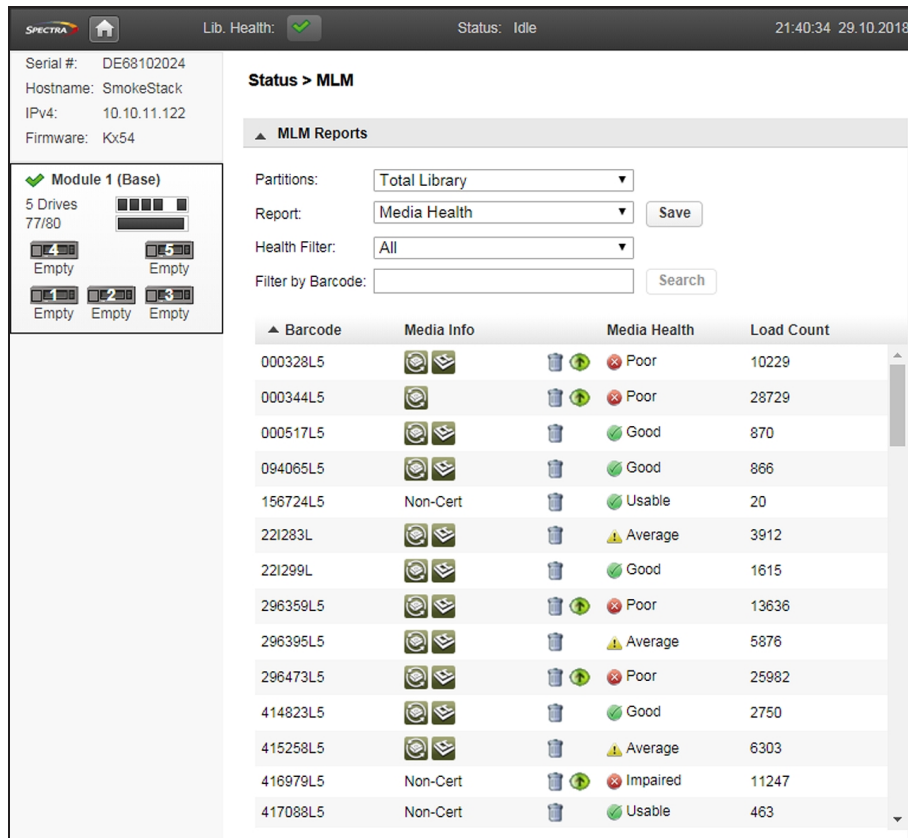 SPECTRA Lib. Health: Status: Idle 21:40:34 29.10.2018
Serial #: DE68102024
Hostname: SmokeStack
IPv4: 10.10.11.122
Firmware: Kx54
Module 1 (Base)
5 Drives
77/80
4 5
Empty Empty
1 2 3
Empty Empty Empty
Status > MLM
MLM Reports
Partitions: Total Library
Report: Media Health Save
Health Filter: All
Filter by Barcode: Search
Barcode Media Info Media Health Load Count
000328L5 Poor 10229
000344L5 Poor 28729
000517L5 Good 870
094065L5 Good 866
156724L5 Non-Cert Usable 20
22I283L Average 3912
22I299L Good 1615
296359L5 Poor 13636
296395L5 Average 5876
296473L5 Poor 25982
414823L5 Good 2750
415258L5 Average 6303
416979L5 Non-Cert Impaired 11247
417088L5 Non-Cert Usable 463